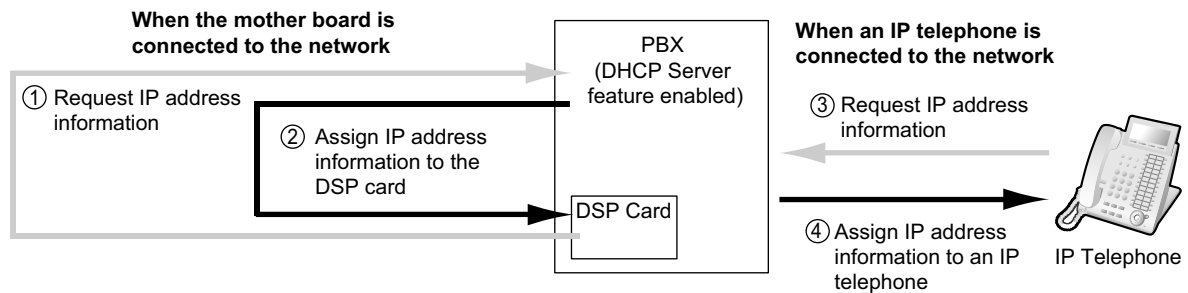 When the mother board is
connected to the network
① Request IP address
information
② Assign IP address
information to the
DSP card
PBX
(DHCP Server
feature enabled)
DSP Card
When an IP telephone is
connected to the network
③ Request IP address
information
④ Assign IP address
information to an IP
telephone
IP Telephone